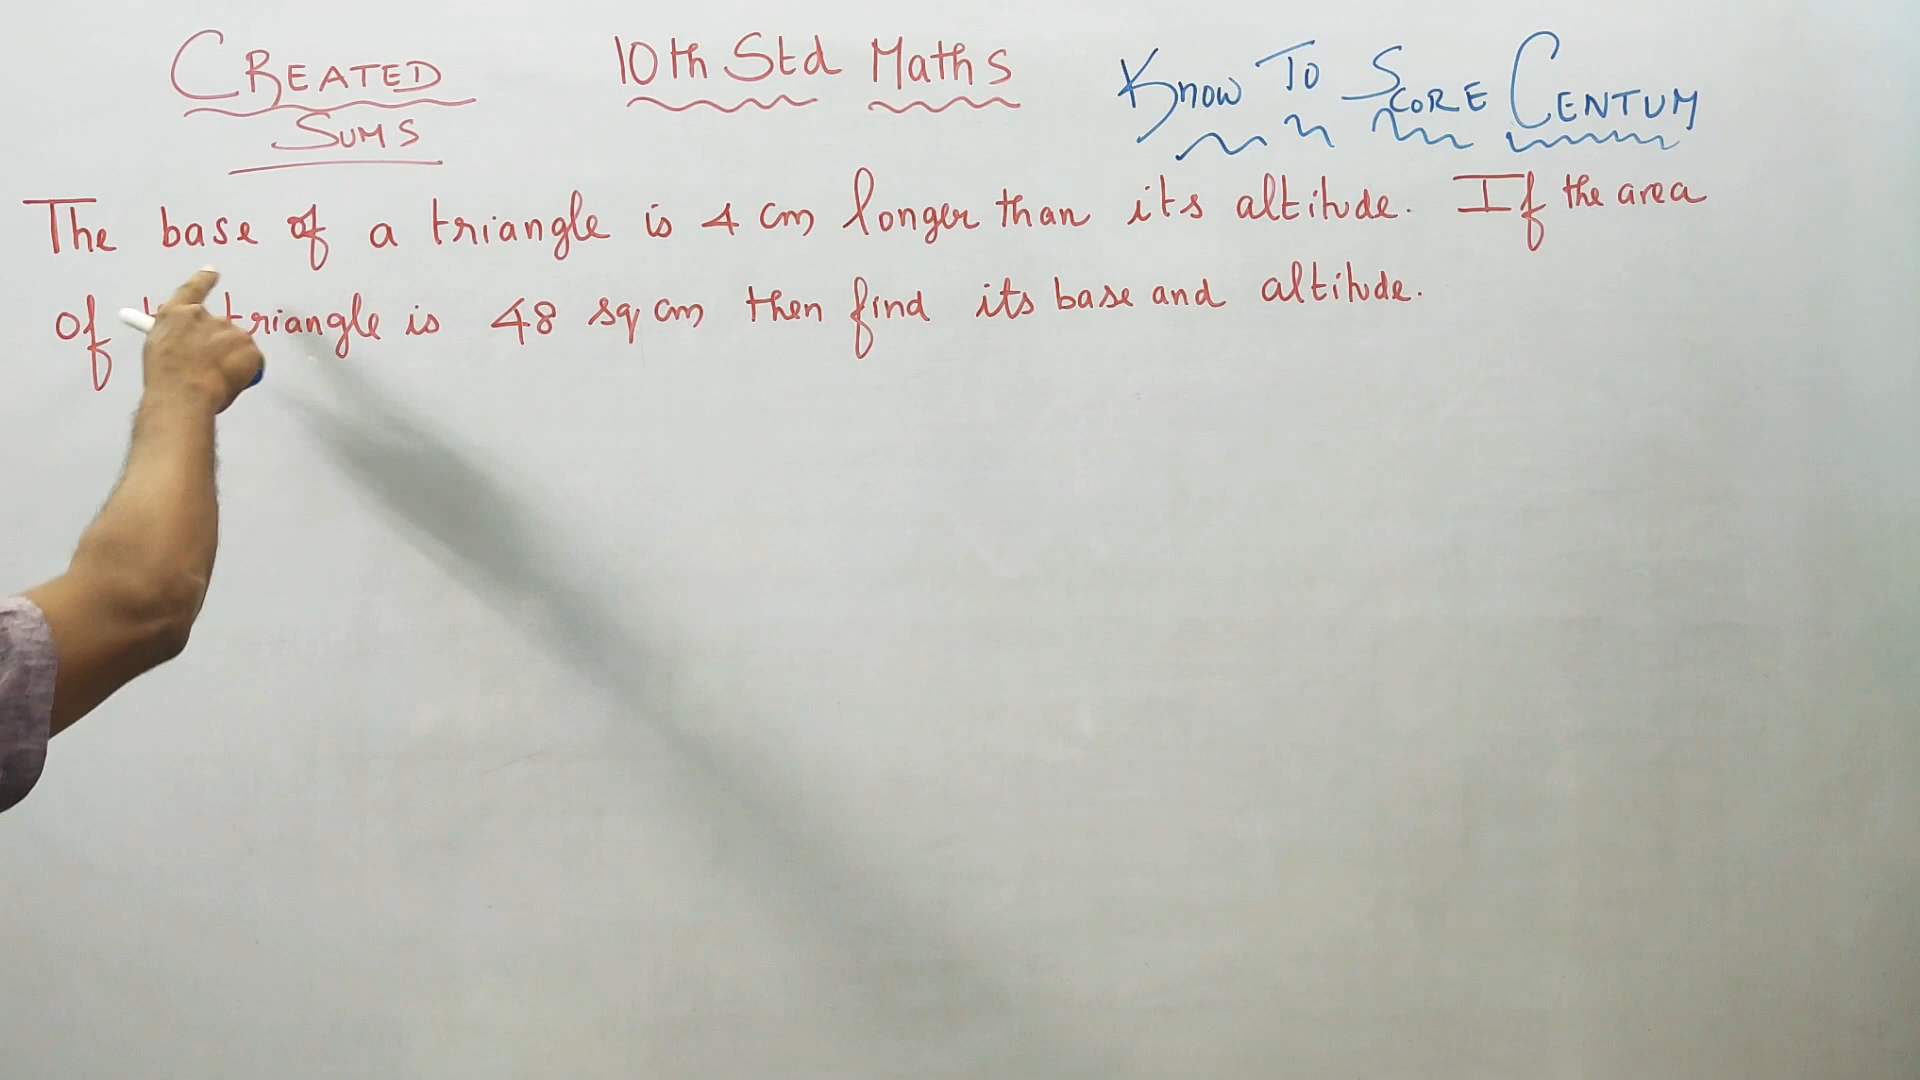 CREATED SUMS
10th Std Maths
KNOW TO SCORE CENTUM
The base of a triangle is 4 cm longer than its altitude. If the area
of triangle is 48 sq cm then find its base and altitude.